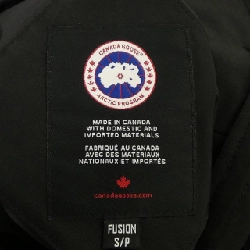 CANADA GOOSE
ARCTIC PROGRAM
MADE IN CANADA
WITH DOMESTIC AND
IMPORTED MATERIALS
FABRIQUÉ AU CANADA
AVEC DES MATERIAUX
NATIONAUX ET IMPORTÉS
canadagoose.com
FUSION
S/P